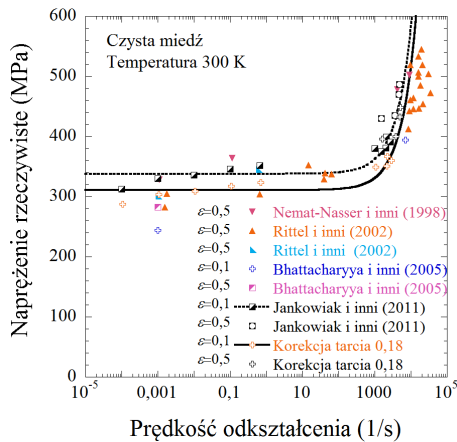 600
500
400
300
200
100
0
Naprężenie rzeczywiste (MPa)
Czysta miedź
Temperatura 300 K
ε=0,5 Nemat-Nasser i inni (1998)
ε=0,5 Rittel i inni (2002)
ε=0,5 Rittel i inni (2002)
ε=0,1 Bhattacharyya i inni (2005)
ε=0,5 Bhattacharyya i inni (2005)
ε=0,1 Jankowiak i inni (2011)
ε=0,5 Jankowiak i inni (2011)
ε=0,1 Korekcja tarcia 0,18
ε=0,5 Korekcja tarcia 0,18
10-5 0,001 0,1 10 1000 105
Prędkość odkształcenia (1/s)